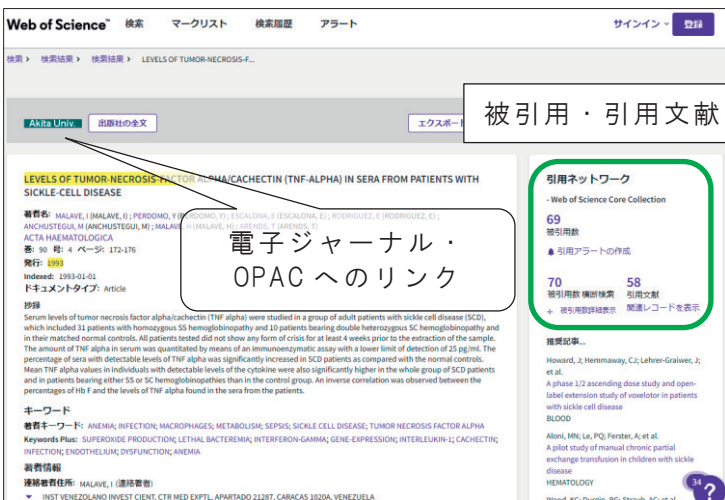 Web of Science™ 検索 マークリスト 検索履歴 アラート サインイン 登録
検索 › 検索結果 › 検索結果 › LEVELS OF TUMOR-NECROSIS-F...
Akita Univ. 出版社の全文 エクスポート
被引用・引用文献
LEVELS OF TUMOR-NECROSIS-FACTOR ALPHA/CACHECTIN (TNF-ALPHA) IN SERA FROM PATIENTS WITH
SICKLE-CELL DISEASE
著者名: MALAVE, I (MALAVE, I) ; PERDOMO, Y (PERDOMO, Y) ; ESCALONA, E (ESCALONA, E) ; RODRIGUEZ, E (RODRIGUEZ, E) ;
ANCHUSTEGUI, M (ANCHUSTEGUI, M) ; MALAVE, H (MALAVE, H) ; ARENDS, T (ARENDS, T)
ACTA HAEMATOLOGICA
巻: 90 号: 4 ページ: 172-176
発行: 1993
Indexed: 1993-01-01
ドキュメントタイプ: Article
電子ジャーナル・
OPAC へのリンク
抄録
Serum levels of tumor necrosis factor alpha/cachectin (TNF alpha) were studied in a group of adult patients with sickle cell disease (SCD),
which included 31 patients with homozygous SS hemoglobinopathy and 10 patients bearing double heterozygous SC hemoglobinopathy and
in their matched normal controls. All patients tested did not show any form of crisis for at least 4 weeks prior to the extraction of the sample.
The amount of TNF alpha in serum was quantitated by means of an immunoenzymatic assay with a lower limit of detection of 25 pg/ml. The
percentage of sera with detectable levels of TNF alpha was significantly increased in SCD patients as compared with the normal controls.
Mean TNF alpha values in individuals with detectable levels of the cytokine were also significantly higher in the whole group of SCD patients
and in patients bearing either SS or SC hemoglobinopathies than in the control group. An inverse correlation was observed between the
percentages of Hb F and the levels of TNF alpha found in the sera from the patients.
キーワード
著者キーワード: ANEMIA; INFECTION; MACROPHAGES; METABOLISM; SEPSIS; SICKLE CELL DISEASE; TUMOR NECROSIS FACTOR ALPHA
Keywords Plus: SUPEROXIDE PRODUCTION; LETHAL BACTEREMIA; INTERFERON-GAMMA; GENE-EXPRESSION; INTERLEUKIN-1; CACHECTIN;
INFECTION; ENDOTHELIUM; DYSFUNCTION; ANEMIA
著者情報
連絡著者住所: MALAVE, I (連絡著者)
INST VENEZOLANO INVEST CIENT, CTR MED EXPTL, APARTADO 21287, CARACAS 1020A, VENEZUELA
引用ネットワーク
- Web of Science Core Collection
69
被引用数
引用アラートの作成
70 58
被引用数 横断検索 引用文献
+ 被引用数詳細表示 関連レコードを表示
推奨記事...
Howard, J; Hemmaway, CJ; Lehrer-Graiwer, J;
et al.
A phase 1/2 ascending dose study and open-
label extension study of voxelotor in patients
with sickle cell disease
BLOOD
Aloni, MN; Le, PQ; Ferster, A; et al.
A pilot study of manual chronic partial
exchange transfusion in children with sickle
disease
HEMATOLOGY
34 ?